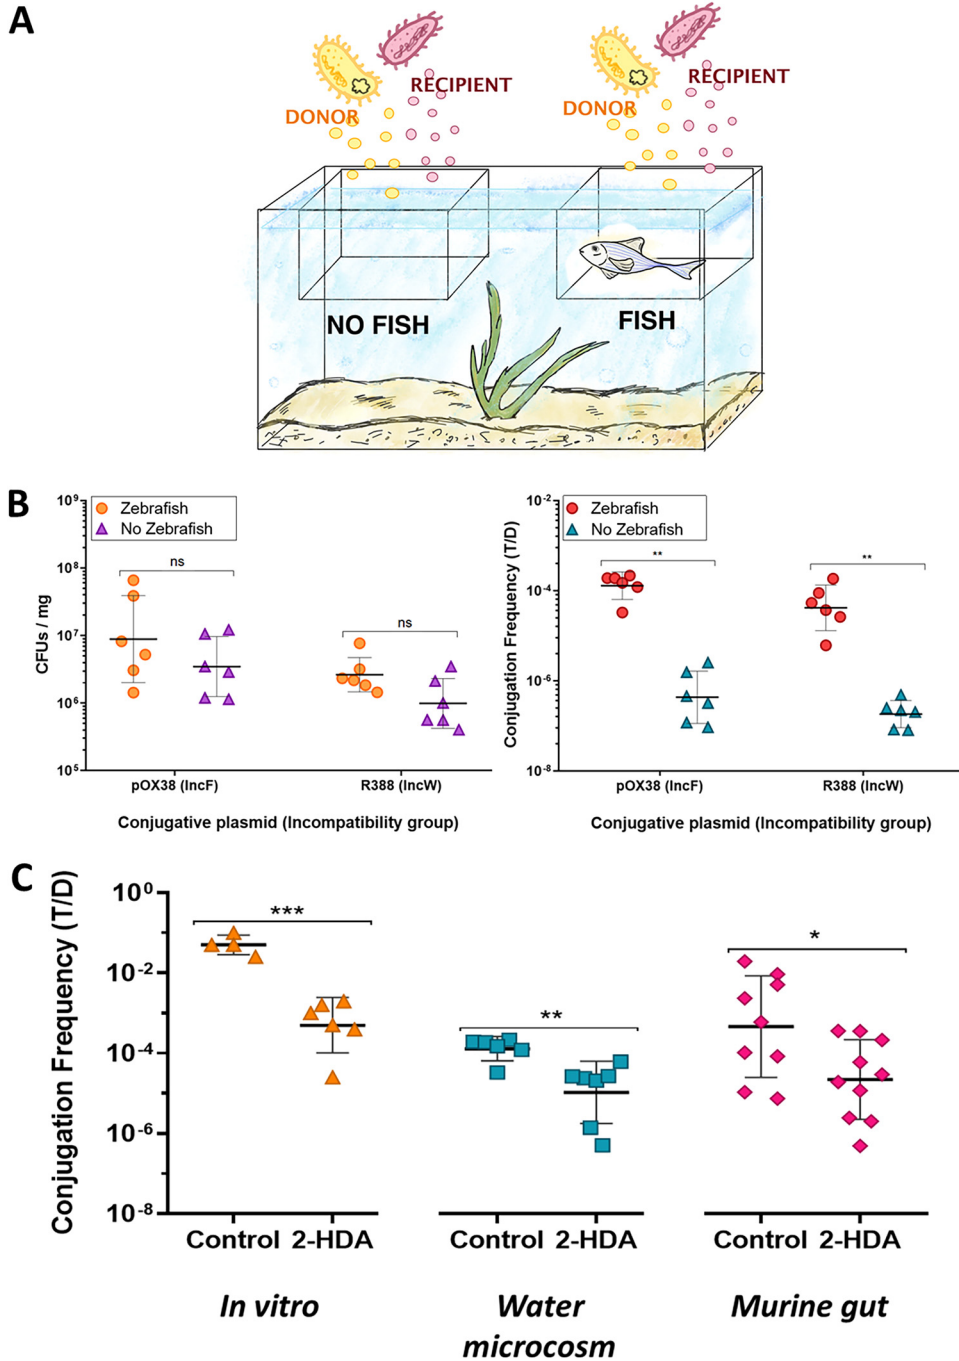 A
DONOR
RECIPIENT
DONOR
RECIPIENT
NO FISH
FISH
B
CFUs / mg
10⁹
10⁸
10⁷
10⁶
10⁵
Zebrafish
No Zebrafish
ns
ns
pOX38 (IncF)
R388 (IncW)
Conjugative plasmid (Incompatibility group)
Conjugation Frequency (T/D)
10⁻²
10⁻⁴
10⁻⁶
10⁻⁸
Zebrafish
No Zebrafish
**
**
pOX38 (IncF)
R388 (IncW)
Conjugative plasmid (Incompatibility group)
C
Conjugation Frequency (T/D)
10⁰
10⁻²
10⁻⁴
10⁻⁶
10⁻⁸
***
**
*
Control 2-HDA
Control 2-HDA
Control 2-HDA
In vitro
Water
microcosm
Murine gut